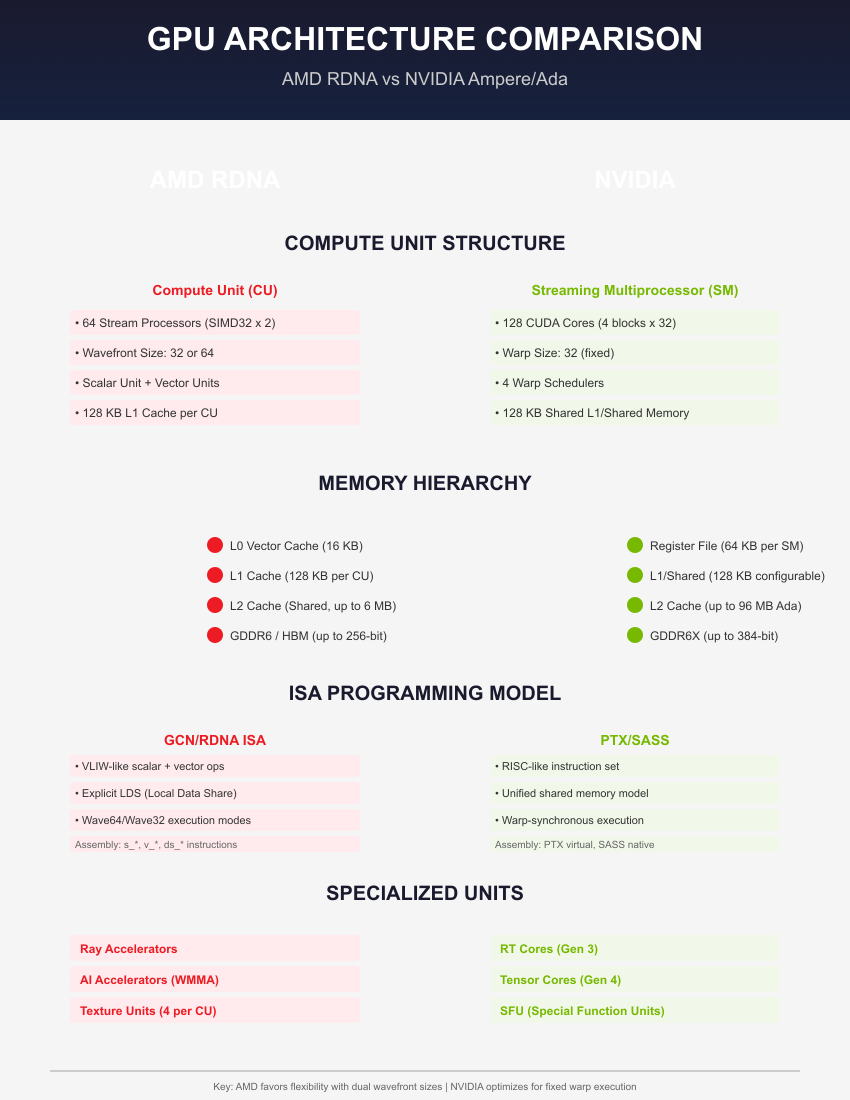 GPU ARCHITECTURE COMPARISON
AMD RDNA vs NVIDIA Ampere/Ada
AMD RDNA
NVIDIA
COMPUTE UNIT STRUCTURE
Compute Unit (CU)
• 64 Stream Processors (SIMD32 x 2)
• Wavefront Size: 32 or 64
• Scalar Unit + Vector Units
• 128 KB L1 Cache per CU
Streaming Multiprocessor (SM)
• 128 CUDA Cores (4 blocks x 32)
• Warp Size: 32 (fixed)
• 4 Warp Schedulers
• 128 KB Shared L1/Shared Memory
MEMORY HIERARCHY
L0 Vector Cache (16 KB)
L1 Cache (128 KB per CU)
L2 Cache (Shared, up to 6 MB)
GDDR6 / HBM (up to 256-bit)
Register File (64 KB per SM)
L1/Shared (128 KB configurable)
L2 Cache (up to 96 MB Ada)
GDDR6X (up to 384-bit)
ISA PROGRAMMING MODEL
GCN/RDNA ISA
• VLIW-like scalar + vector ops
• Explicit LDS (Local Data Share)
• Wave64/Wave32 execution modes
Assembly: s_*, v_*, ds_* instructions
PTX/SASS
• RISC-like instruction set
• Unified shared memory model
• Warp-synchronous execution
Assembly: PTX virtual, SASS native
SPECIALIZED UNITS
Ray Accelerators
AI Accelerators (WMMA)
Texture Units (4 per CU)
RT Cores (Gen 3)
Tensor Cores (Gen 4)
SFU (Special Function Units)
Key: AMD favors flexibility with dual wavefront sizes | NVIDIA optimizes for fixed warp execution